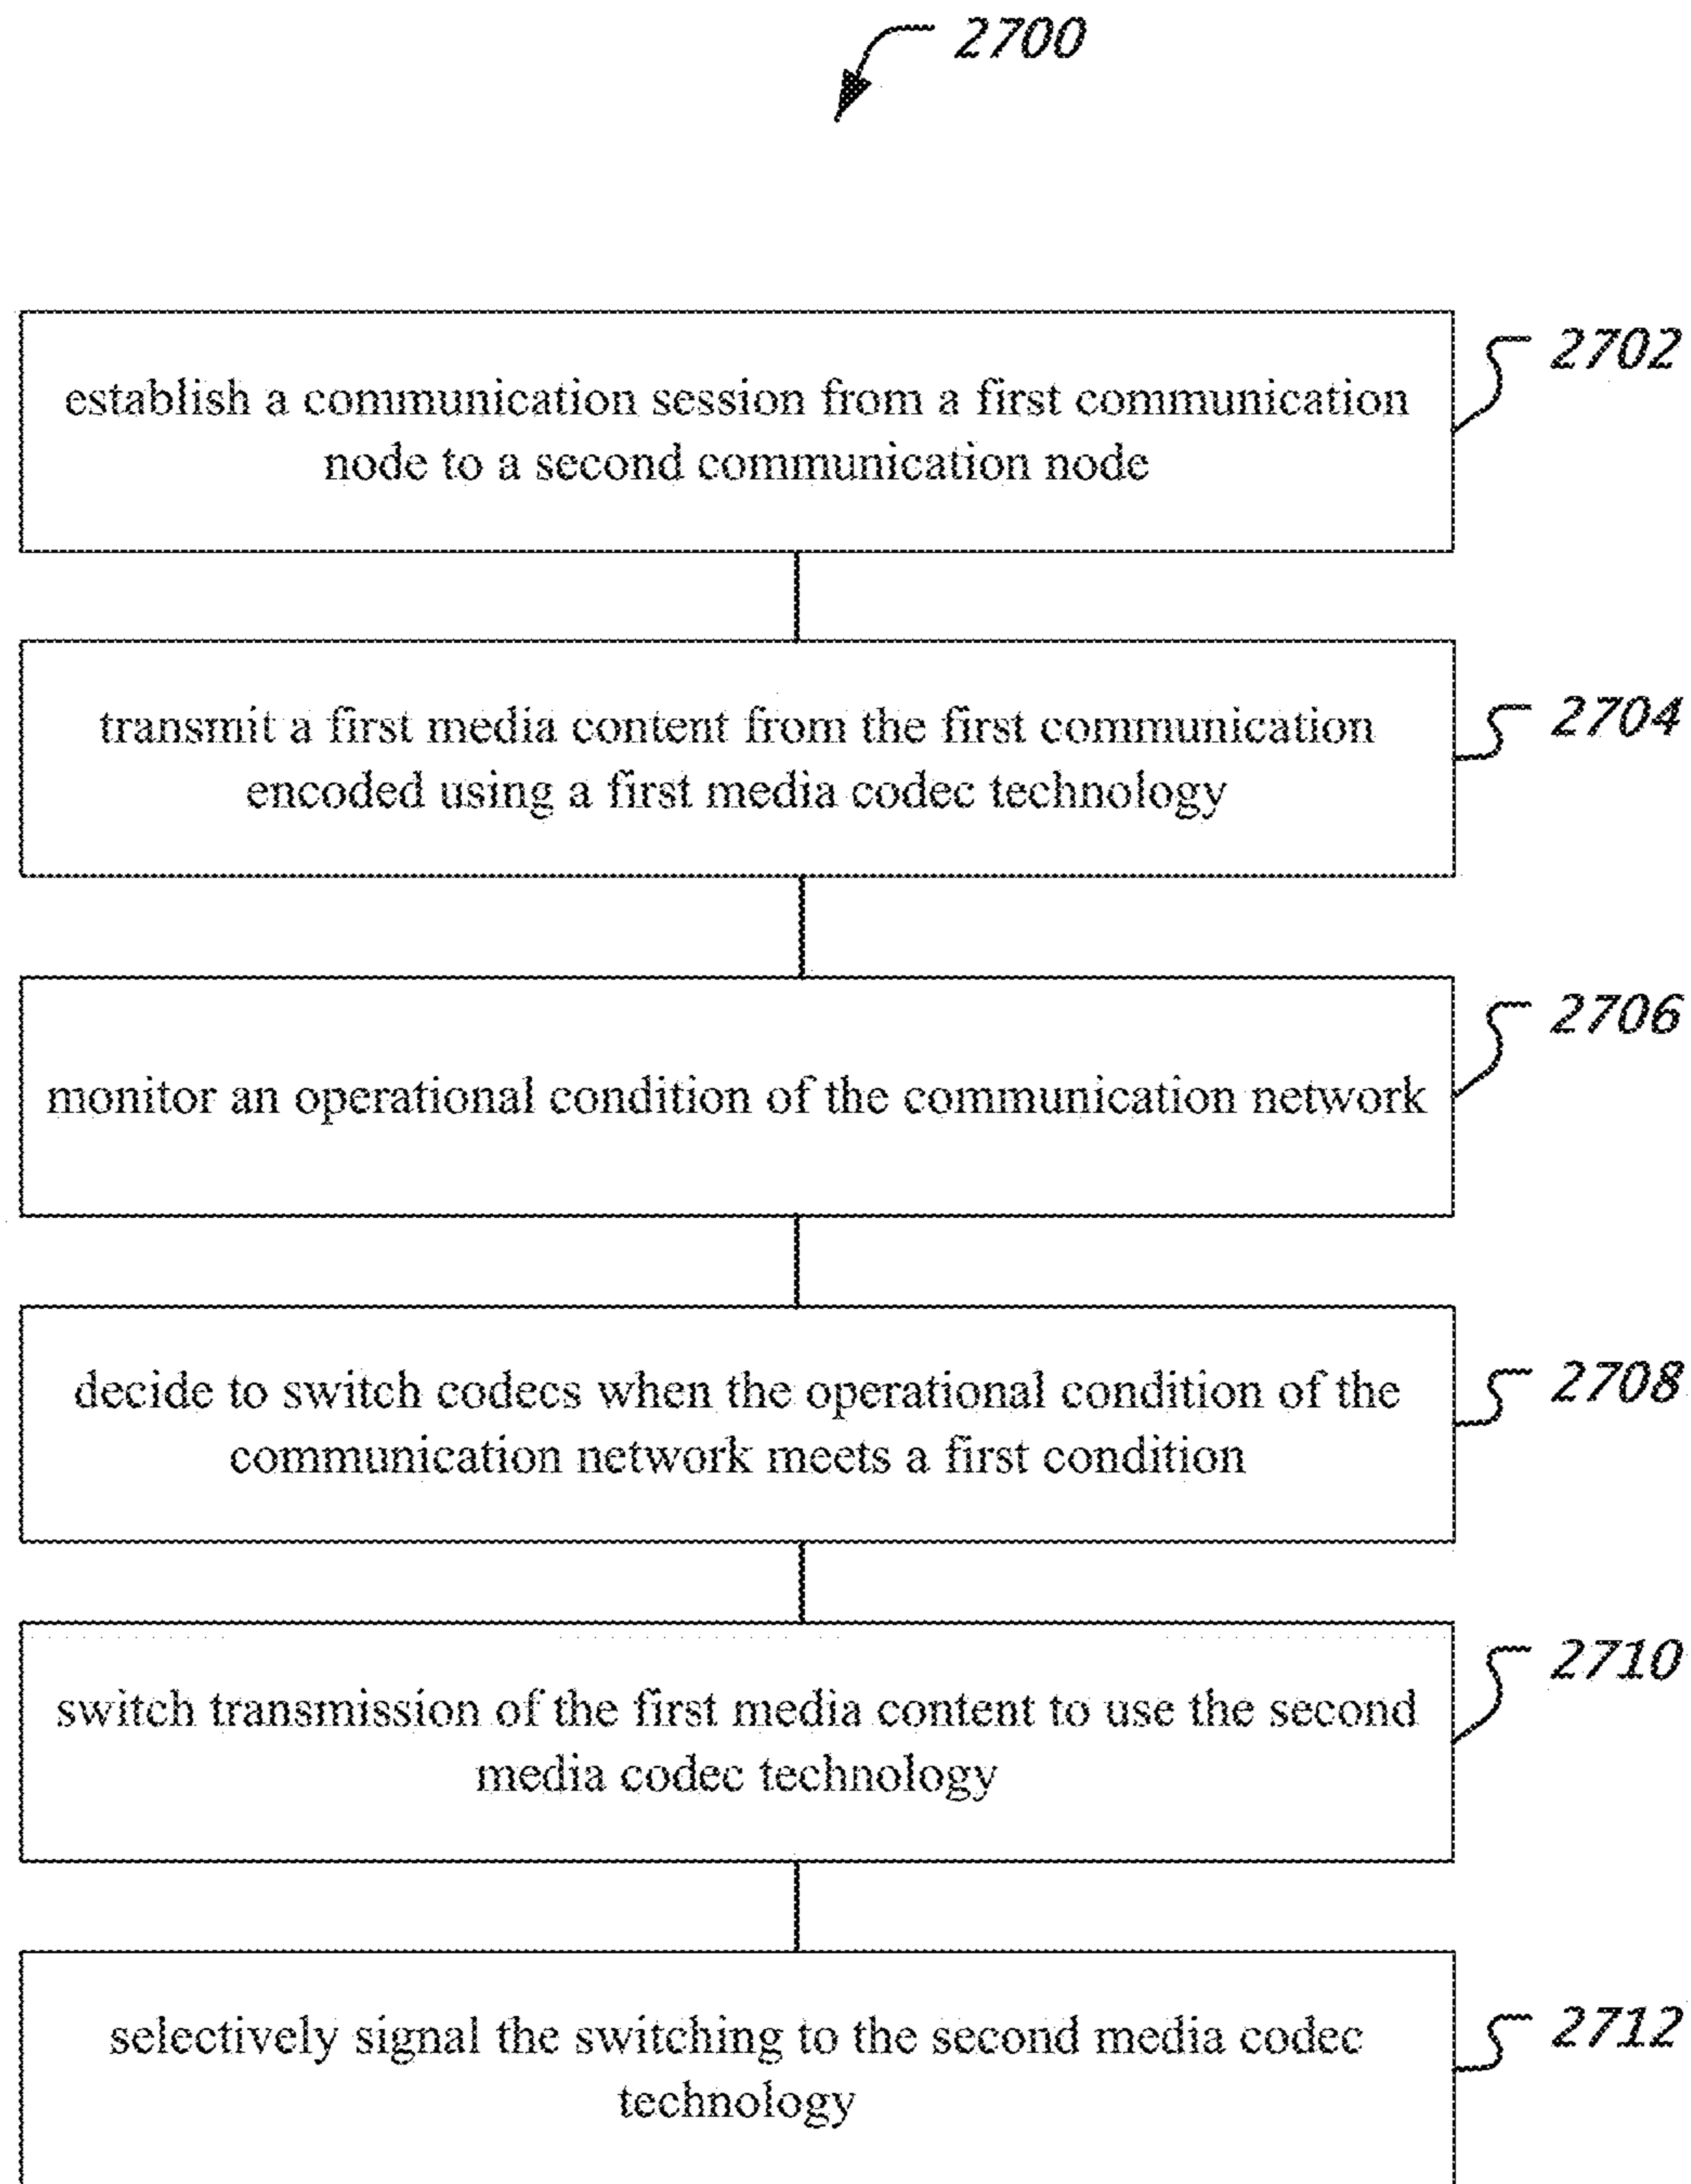 2700
establish a communication session from a first communication
node to a second communication node
2702
transmit a first media content from the first communication
encoded using a first media codec technology
2704
monitor an operational condition of the communication network
2706
decide to switch codecs when the operational condition of the
communication network meets a first condition
2708
switch transmission of the first media content to use the second
media codec technology
2710
selectively signal the switching to the second media codec
technology
2712